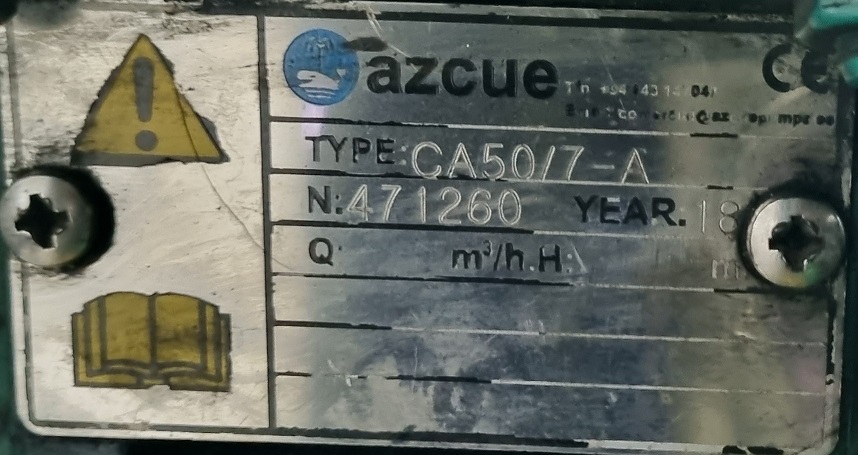 azcue CE
TYPE: CA50/7-A
N: 471260 YEAR. 18
Q m³/h. H: m